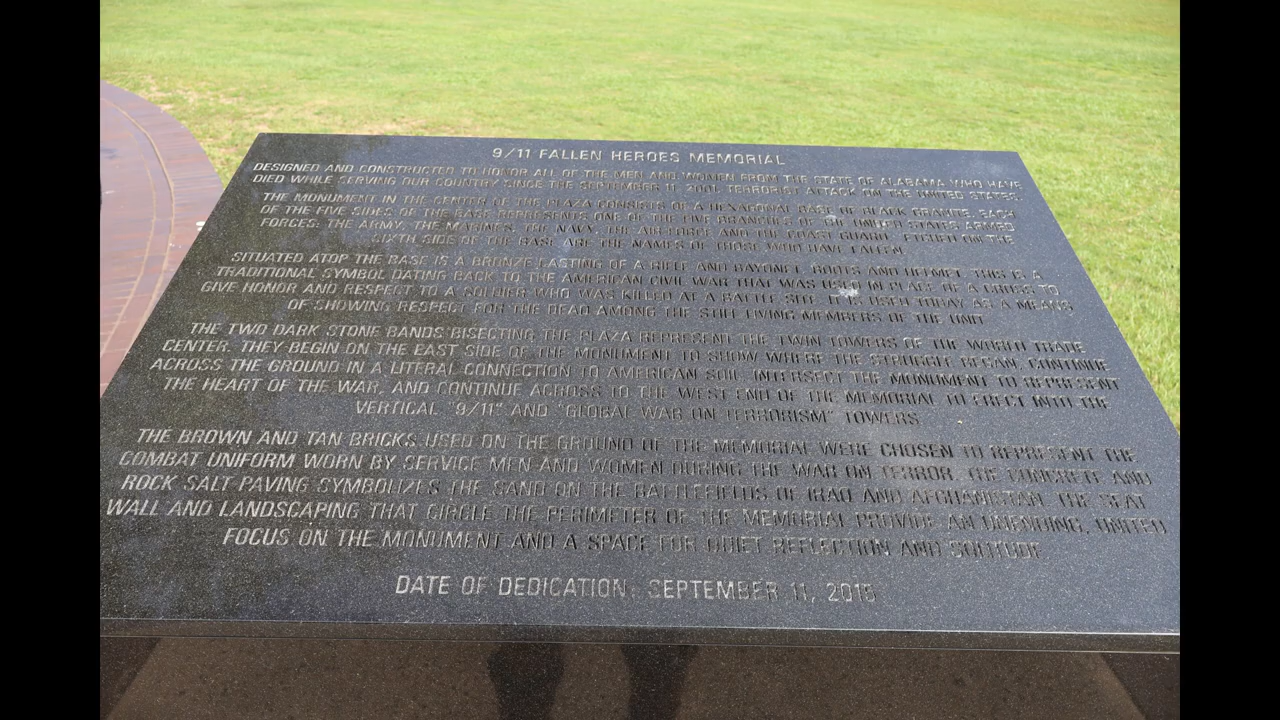 9/11 FALLEN HEROES MEMORIAL
DESIGNED AND CONSTRUCTED TO HONOR ALL OF THE MEN AND WOMEN FROM THE STATE OF ALABAMA WHO HAVE
DIED WHILE SERVING OUR COUNTRY SINCE THE SEPTEMBER 11, 2001, TERRORIST ATTACK ON THE UNITED STATES.
THE MONUMENT IN THE CENTER OF THE PLAZA CONSISTS OF A HEXAGONAL BASE OF BLACK GRANITE. EACH
OF THE FIVE SIDES OF THE BASE REPRESENTS ONE OF THE FIVE BRANCHES OF THE UNITED STATES ARMED
FORCES: THE ARMY, THE MARINES, THE NAVY, THE AIR FORCE AND THE COAST GUARD. ETCHED ON THE
SIXTH SIDE OF THE BASE ARE THE NAMES OF THOSE WHO HAVE FALLEN.
SITUATED ATOP THE BASE IS A BRONZE CASTING OF A RIFLE AND BAYONET, BOOTS AND HELMET. THIS IS A
TRADITIONAL SYMBOL DATING BACK TO THE AMERICAN CIVIL WAR THAT WAS USED IN PLACE OF A CROSS TO
GIVE HONOR AND RESPECT TO A SOLDIER WHO WAS KILLED AT A BATTLE SITE. IT IS USED TODAY AS A MEANS
OF SHOWING RESPECT FOR THE DEAD AMONG THE STILL LIVING MEMBERS OF THE UNIT.
THE TWO DARK STONE BANDS BISECTING THE PLAZA REPRESENT THE TWIN TOWERS OF THE WORLD TRADE
CENTER. THEY BEGIN ON THE EAST SIDE OF THE MONUMENT TO SHOW WHERE THE STRUGGLE BEGAN, CONTINUE
ACROSS THE GROUND IN A LITERAL CONNECTION TO AMERICAN SOIL, INTERSECT THE MONUMENT TO REPRESENT
THE HEART OF THE WAR, AND CONTINUE ACROSS TO THE WEST END OF THE MEMORIAL TO ERECT INTO THE
VERTICAL "9/11" AND "GLOBAL WAR ON TERRORISM" TOWERS.
THE BROWN AND TAN BRICKS USED ON THE GROUND OF THE MEMORIAL WERE CHOSEN TO REPRESENT THE
COMBAT UNIFORM WORN BY SERVICE MEN AND WOMEN DURING THE WAR ON TERROR. THE CONCRETE AND
ROCK SALT PAVING SYMBOLIZES THE SAND ON THE BATTLEFIELDS OF IRAQ AND AFGHANISTAN. THE SEAT
WALL AND LANDSCAPING THAT CIRCLE THE PERIMETER OF THE MEMORIAL PROVIDE AN UNENDING, UNITED
FOCUS ON THE MONUMENT AND A SPACE FOR QUIET REFLECTION AND SOLITUDE.
DATE OF DEDICATION: SEPTEMBER 11, 2015